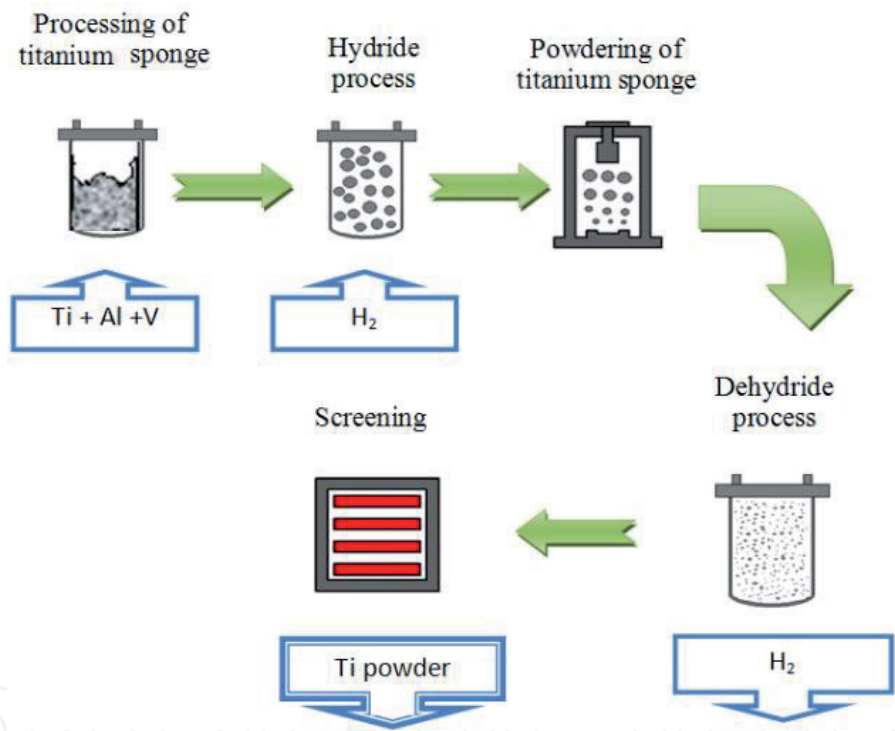 Processing of
titanium sponge
Hydride
process
Powdering of
titanium sponge
Ti + Al +V
H₂
Dehydride
process
Screening
Ti powder
H₂